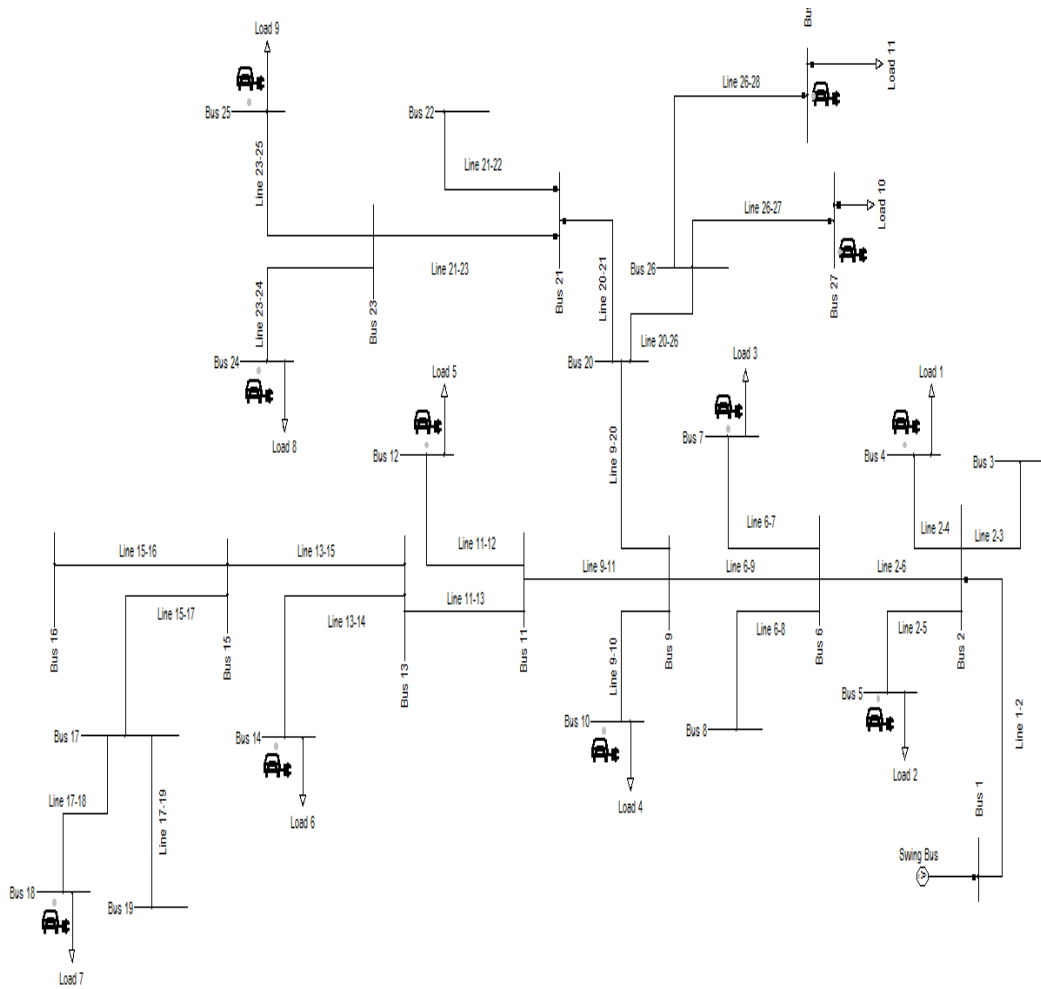 Load 9
Bus 25
Bus 22
Line 26-28
Load 11
Line 23-25
Line 21-22
Load 10
Line 26-27
Bus 26
Bus 27
Line 21-23
Bus 21
Line 20-21
Bus 23
Line 23-24
Line 20-26
Bus 24
Bus 20
Load 3
Load 5
Load 1
Load 8
Bus 12
Line 9-20
Bus 7
Bus 4
Bus 3
Line 15-16
Line 13-15
Line 11-12
Line 6-7
Line 2-4
Line 2-3
Line 9-11
Line 6-9
Line 2-6
Line 15-17
Line 13-14
Line 11-13
Line 6-8
Line 2-5
Bus 16
Bus 15
Bus 13
Bus 11
Line 9-10
Bus 9
Bus 6
Bus 2
Bus 5
Line 1-2
Bus 17
Bus 14
Bus 10
Bus 8
Load 2
Line 17-18
Line 17-19
Load 6
Load 4
Bus 1
Swing Bus
Bus 18
Bus 19
Load 7